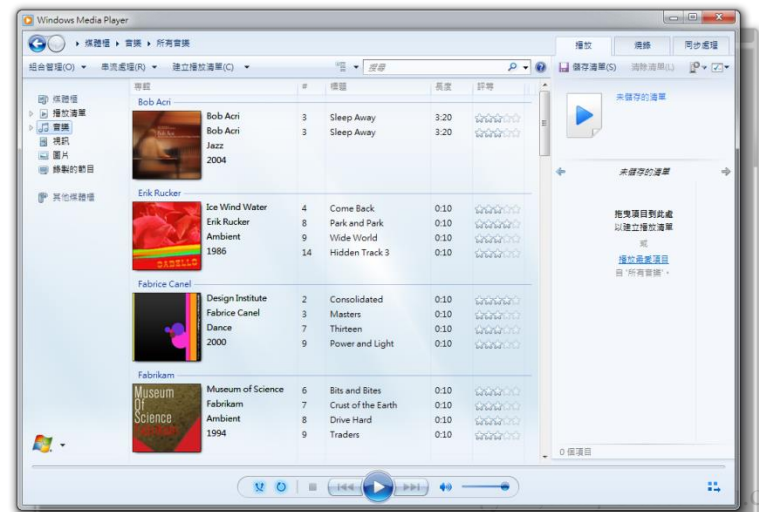 Windows Media Player
媒體櫃 ▸ 音樂 ▸ 所有音樂
播放 燒錄 同步處理
組合管理(O) 串流處理(R) 建立播放清單(C) 搜尋 儲存清單(S) 清除清單(L)
專輯 # 標題 長度 評等
媒體櫃
播放清單
音樂
視訊
圖片
錄製的節目
其他媒體櫃
Bob Acri
Bob Acri 3 Sleep Away 3:20
Bob Acri 3 Sleep Away 3:20
Jazz
2004
Erik Rucker
Ice Wind Water 4 Come Back 0:10
Erik Rucker 8 Park and Park 0:10
Ambient 9 Wide World 0:10
1986 14 Hidden Track 3 0:10
Fabrice Canel
Design Institute 2 Consolidated 0:10
Fabrice Canel 3 Masters 0:10
Dance 7 Thirteen 0:10
2000 9 Power and Light 0:10
Fabrikam
Museum Of Science
Museum of Science 6 Bits and Bites 0:10
Fabrikam 7 Crust of the Earth 0:10
Ambient 8 Drive Hard 0:10
1994 9 Traders 0:10
未儲存的清單
未儲存的清單
拖曳項目到此處
以建立播放清單
或
播放最愛項目
自 '所有音樂'。
0 個項目